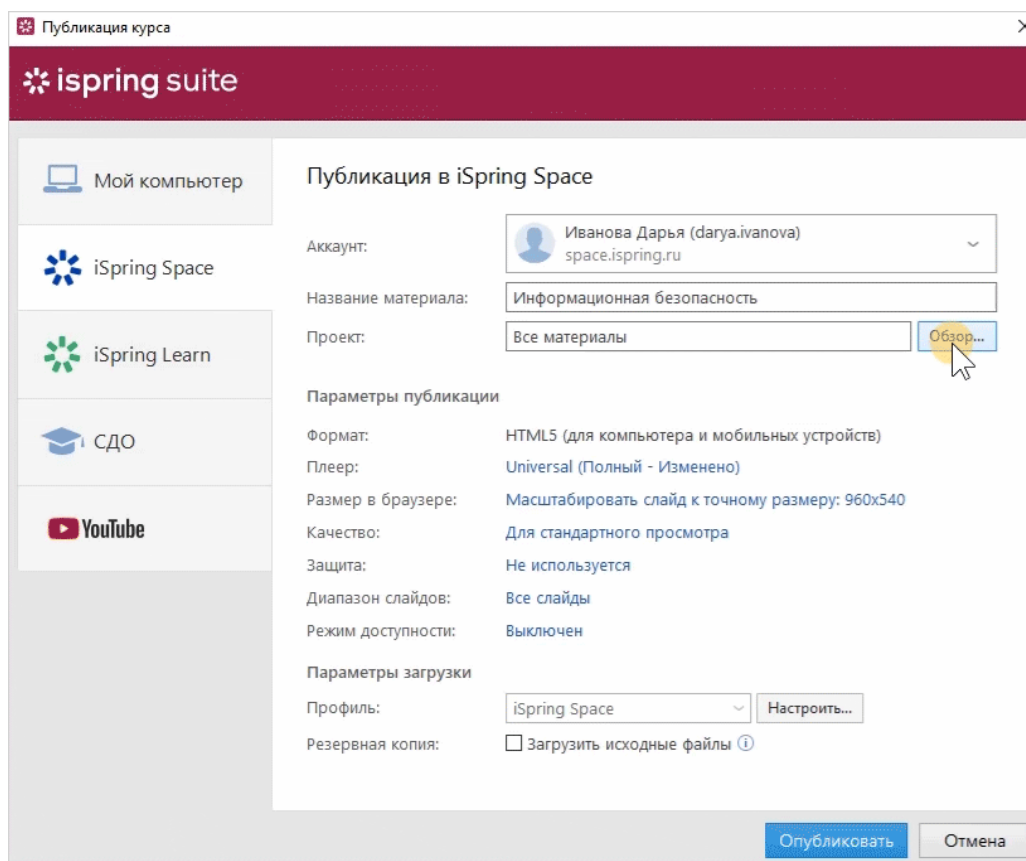 Публикация курса
ispring suite
Мой компьютер
iSpring Space
iSpring Learn
СДО
YouTube
Публикация в iSpring Space
Аккаунт:
Иванова Дарья (darya.ivanova)
space.ispring.ru
Название материала: Информационная безопасность
Проект: Все материалы Обзор...
Параметры публикации
Формат: HTML5 (для компьютера и мобильных устройств)
Плеер: Universal (Полный - Изменено)
Размер в браузере: Масштабировать слайд к точному размеру: 960x540
Качество: Для стандартного просмотра
Защита: Не используется
Диапазон слайдов: Все слайды
Режим доступности: Выключен
Параметры загрузки
Профиль: iSpring Space Настроить...
Резервная копия: Загрузить исходные файлы
Опубликовать Отмена